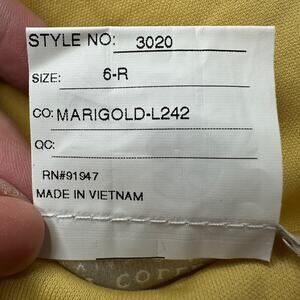 STYLE NO: 3020
SIZE: 6-R
CO: MARIGOLD-L242
QC:
RN#91947
MADE IN VIETNAM